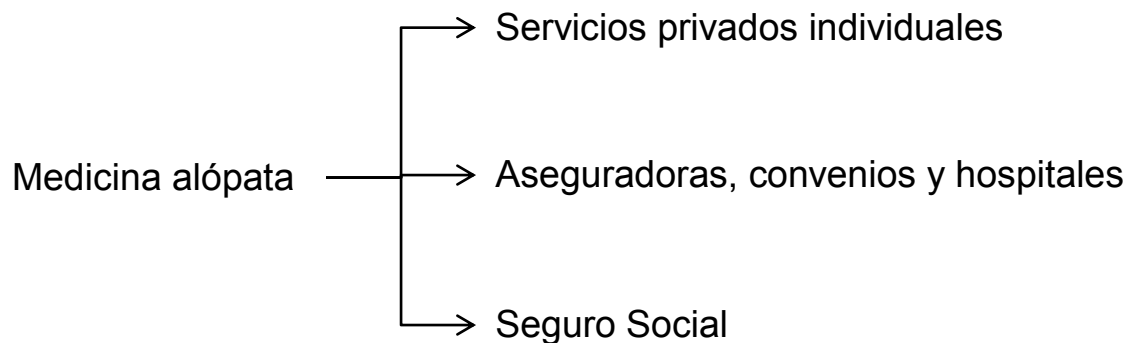 Servicios privados individuales
Medicina alópata
Aseguradoras, convenios y hospitales
Seguro Social